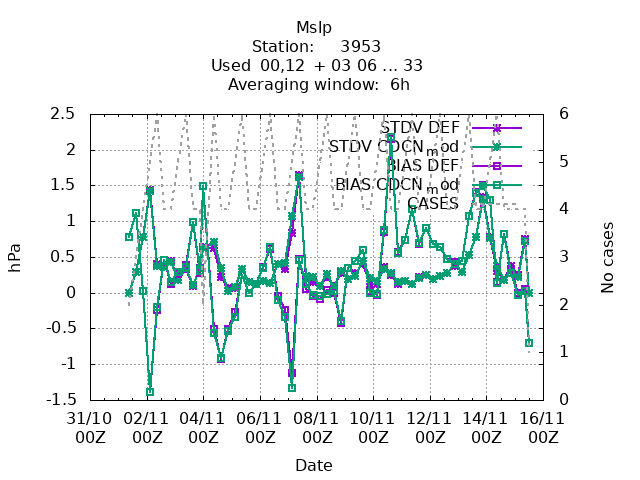 Mslp
Station: 3953
Used 00,12 + 03 06 ... 33
Averaging window: 6h
2.5
2
1.5
1
0.5
0
-0.5
-1
-1.5
hPa
STDV DEF
STDV CDCN_mod
BIAS DEF
BIAS CDCN_mod
CASES
6
5
4
3
2
1
0
No cases
31/10 02/11 04/11 06/11 08/11 10/11 12/11 14/11 16/11
00Z 00Z 00Z 00Z 00Z 00Z 00Z 00Z 00Z
Date